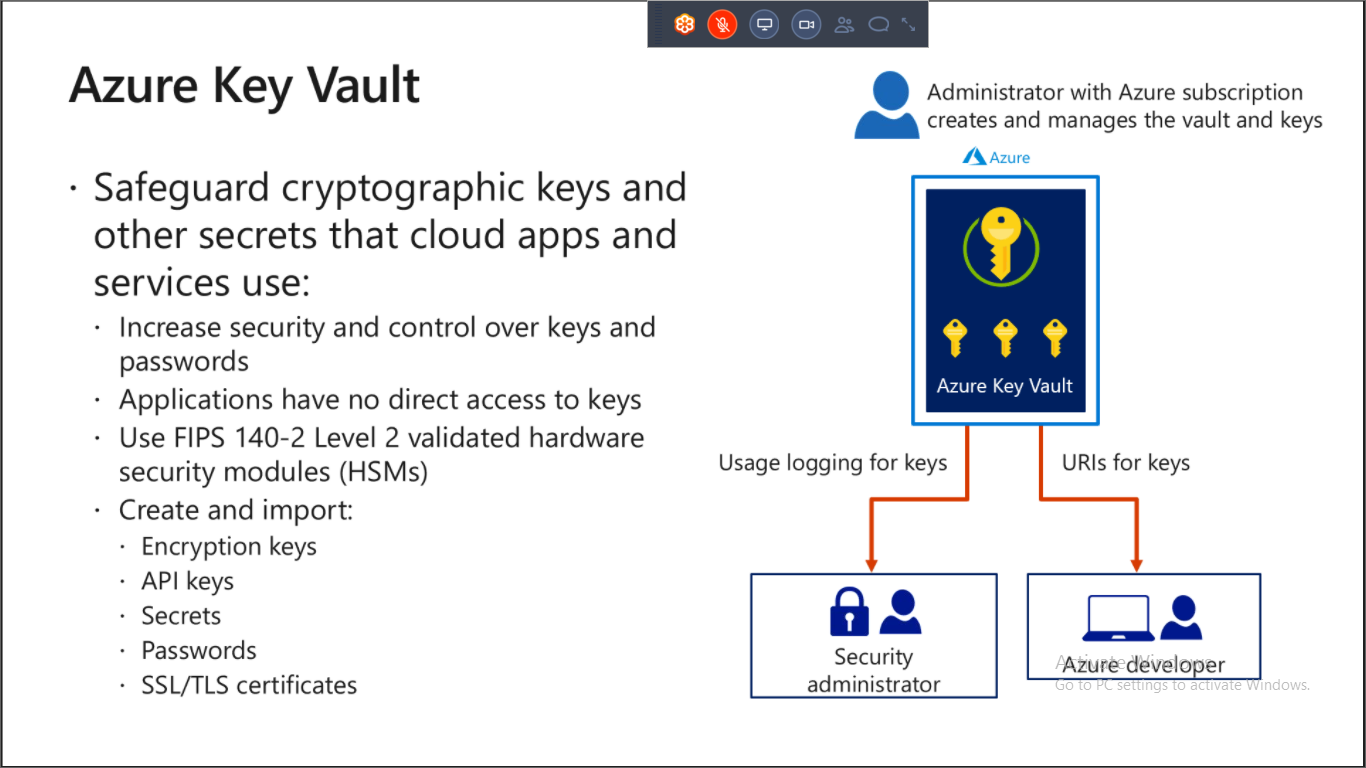 Azure Key Vault
· Safeguard cryptographic keys and
other secrets that cloud apps and
services use:
· Increase security and control over keys and
passwords
· Applications have no direct access to keys
· Use FIPS 140-2 Level 2 validated hardware
security modules (HSMs)
· Create and import:
· Encryption keys
· API keys
· Secrets
· Passwords
· SSL/TLS certificates
Administrator with Azure subscription
creates and manages the vault and keys
Azure
Azure Key Vault
Usage logging for keys
URIs for keys
Security
administrator
Azure developer
Activate Windows
Go to PC settings to activate Windows.